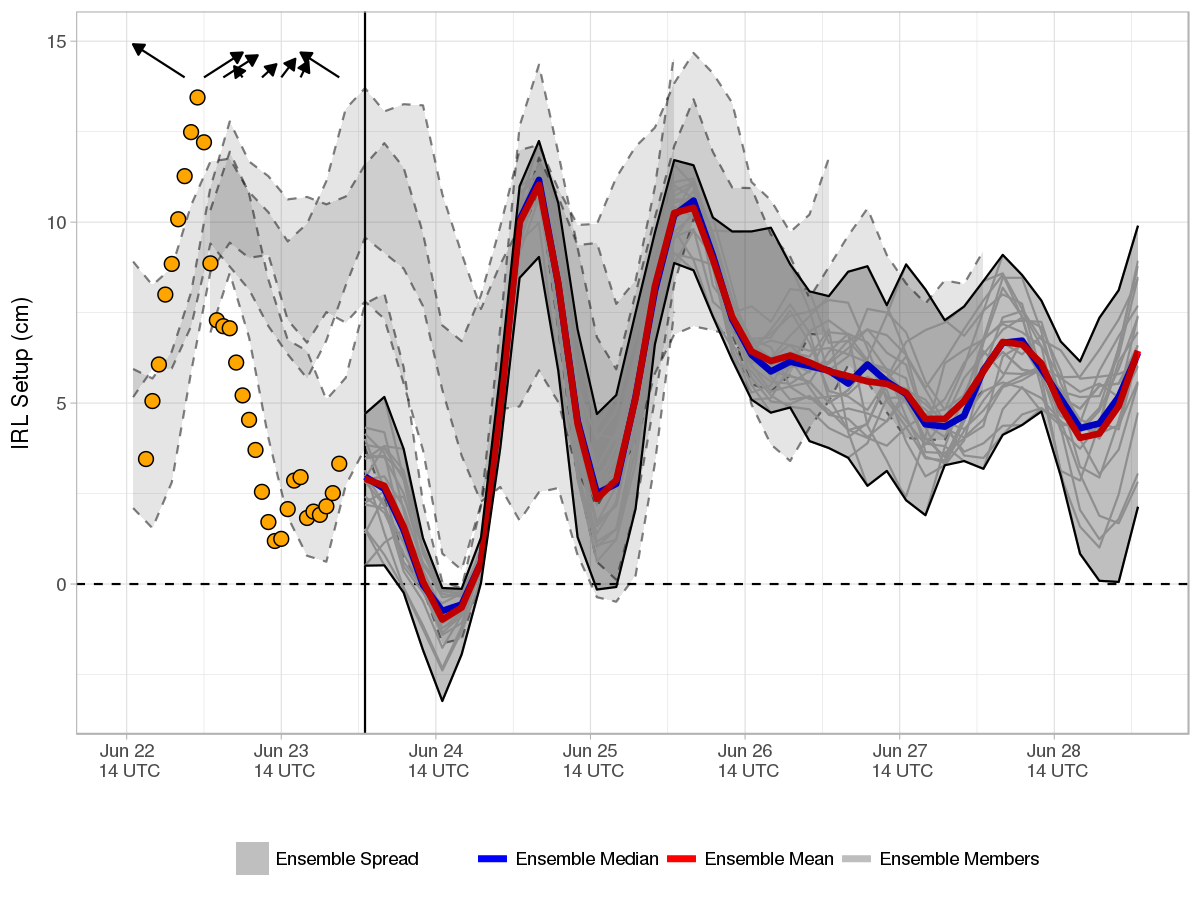 IRL Setup (cm)
15
10
5
0
Jun 22 Jun 23 Jun 24 Jun 25 Jun 26 Jun 27 Jun 28
14 UTC 14 UTC 14 UTC 14 UTC 14 UTC 14 UTC 14 UTC
Ensemble Spread Ensemble Median Ensemble Mean Ensemble Members